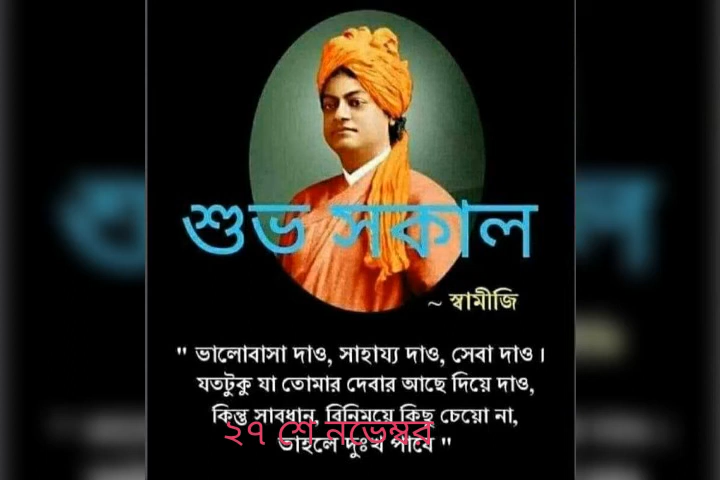 শুভ সকাল
~ স্বামীজি
" ভালোবাসা দাও, সাহায্য দাও, সেবা দাও।
যতটুকু যা তোমার দেবার আছে দিয়ে দাও,
কিন্তু সাবধান, বিনিময়ে কিছু চেয়ো না,
২৭ শে নভেম্বর
তাহলে দুঃখ পাবে "